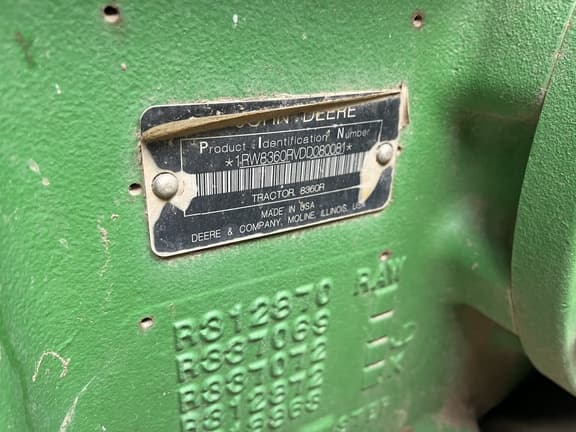 JOHN DEERE
Product Identification Number
*1RW8360RVDD080081*
TRACTOR 8360R
MADE IN USA
DEERE & COMPANY, MOLINE, ILLINOIS, USA
R312870 RAW
R337069
R337072